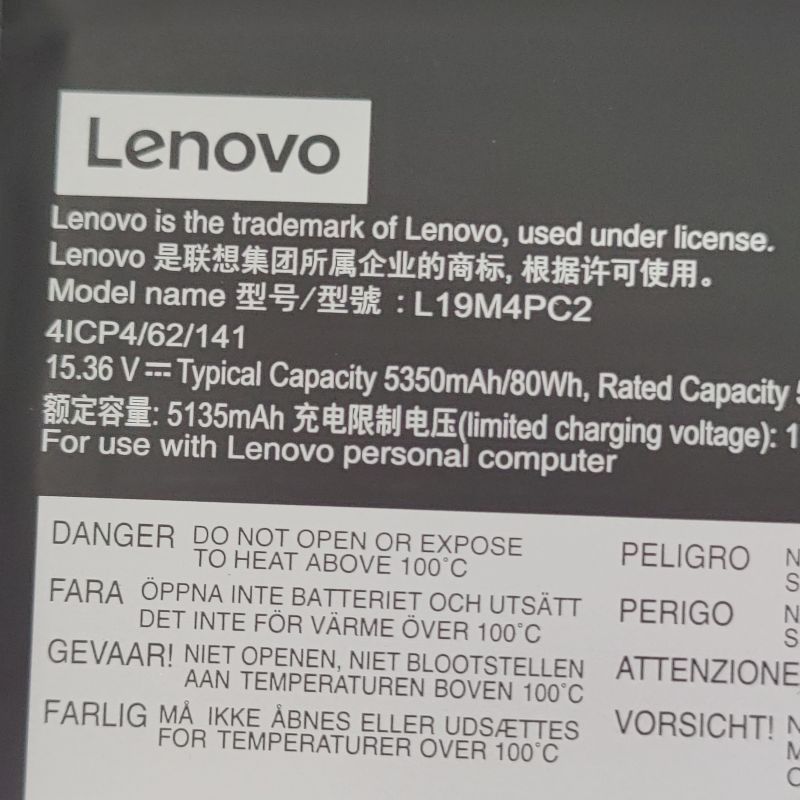 Lenovo
Lenovo is the trademark of Lenovo, used under license.
Lenovo 是联想集团所属企业的商标, 根据许可使用。
Model name 型号/型號 : L19M4PC2
4ICP4/62/141
15.36 V⎓Typical Capacity 5350mAh/80Wh, Rated Capacity
额定容量: 5135mAh 充电限制电压(limited charging voltage): 1
For use with Lenovo personal computer
DANGER DO NOT OPEN OR EXPOSE
TO HEAT ABOVE 100°C
FARA ÖPPNA INTE BATTERIET OCH UTSÄTT
DET INTE FÖR VÄRME ÖVER 100°C
GEVAAR! NIET OPENEN, NIET BLOOTSTELLEN
AAN TEMPERATUREN BOVEN 100°C
FARLIG MÅ IKKE ÅBNES ELLER UDSÆTTES
FOR TEMPERATURER OVER 100°C
PELIGRO N
S
PERIGO N
S
ATTENZIONE
VORSICHT! N
M
O